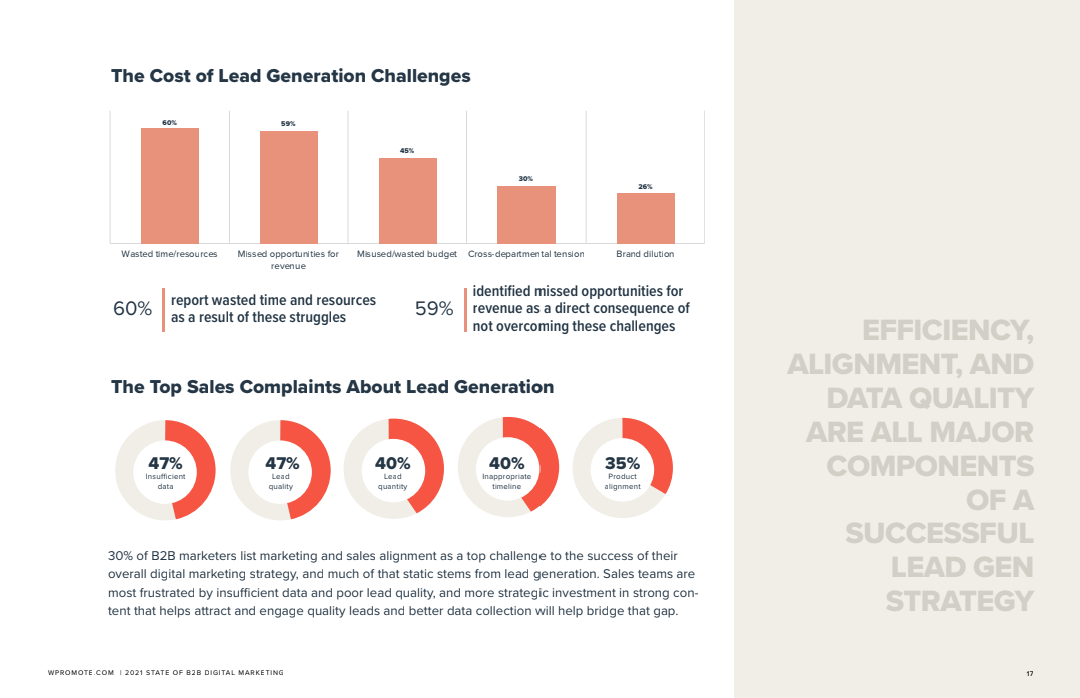 The Cost of Lead Generation Challenges
60%
59%
45%
30%
26%
Wasted time/resources
Missed opportunities for
revenue
Misused/wasted budget
Cross-departmental tension
Brand dilution
60%
report wasted time and resources
as a result of these struggles
59%
identified missed opportunities for
revenue as a direct consequence of
not overcoming these challenges
The Top Sales Complaints About Lead Generation
47%
Insufficient
data
47%
Lead
quality
40%
Lead
quantity
40%
Inappropriate
timeline
35%
Product
alignment
30% of B2B marketers list marketing and sales alignment as a top challenge to the success of their
overall digital marketing strategy, and much of that static stems from lead generation. Sales teams are
most frustrated by insufficient data and poor lead quality, and more strategic investment in strong con-
tent that helps attract and engage quality leads and better data collection will help bridge that gap.
EFFICIENCY,
ALIGNMENT, AND
DATA QUALITY
ARE ALL MAJOR
COMPONENTS
OF A
SUCCESSFUL
LEAD GEN
STRATEGY
WPROMOTE.COM | 2021 STATE OF B2B DIGITAL MARKETING
17